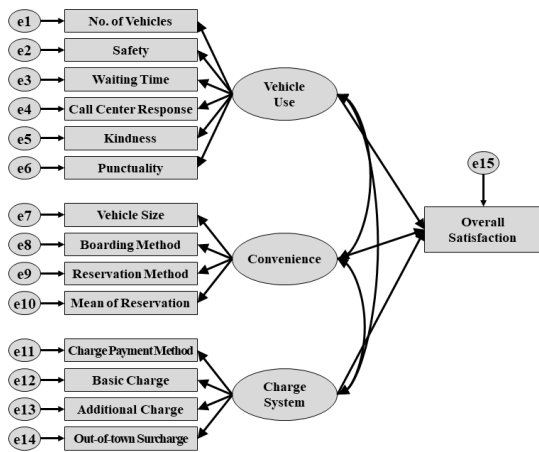 e1 No. of Vehicles
e2 Safety
e3 Waiting Time
e4 Call Center Response
e5 Kindness
e6 Punctuality
Vehicle
Use
e15
e7 Vehicle Size
e8 Boarding Method
e9 Reservation Method
e10 Mean of Reservation
Convenience
Overall
Satisfaction
e11 Charge Payment Method
e12 Basic Charge
e13 Additional Charge
e14 Out-of-town Surcharge
Charge
System